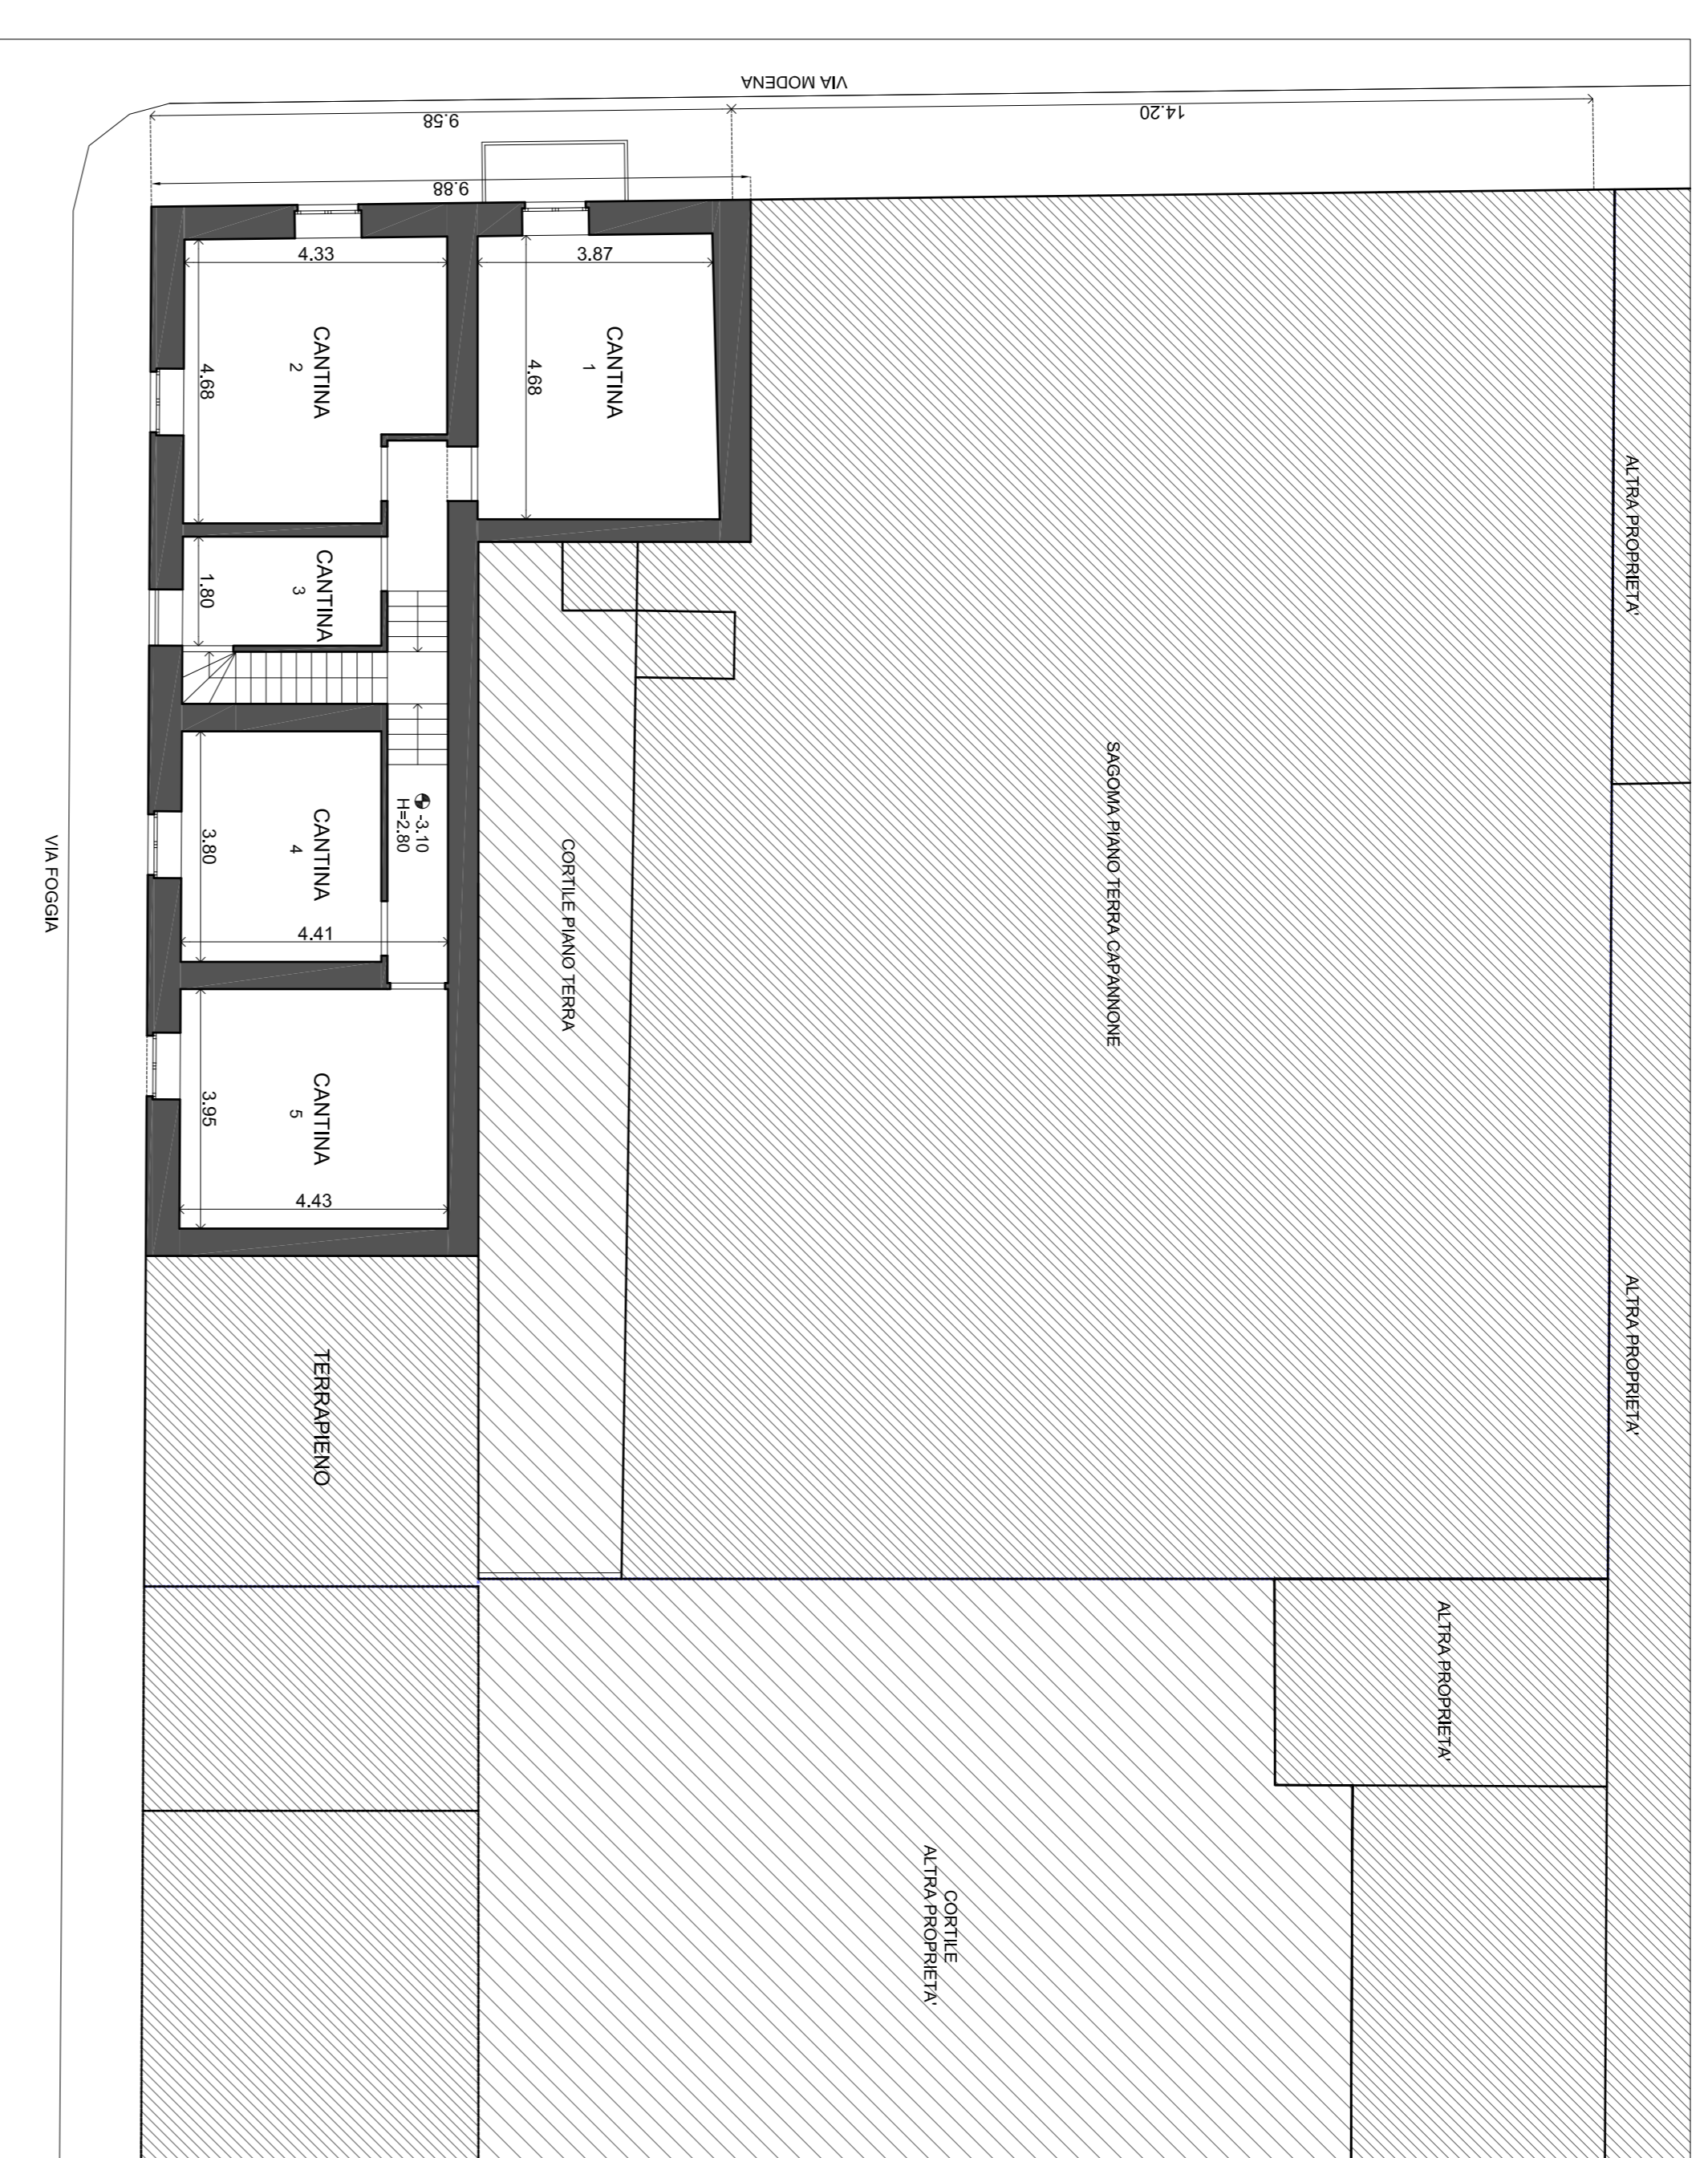 VIA MODENA
9.58
14.20
9.88
4.33
3.87
CANTINA
1
4.68
CANTINA
2
4.68
CANTINA
3
1.80
-3.10
H=2.80
CANTINA
4
3.80
4.41
CANTINA
5
3.95
4.43
VIA FOGGIA
CORTILE PIANO TERRA
SAGOMA PIANO TERRA CAPANNONE
ALTRA PROPRIETA'
ALTRA PROPRIETA'
TERRAPIENO
ALTRA PROPRIETA'
CORTILE
ALTRA PROPRIETA'